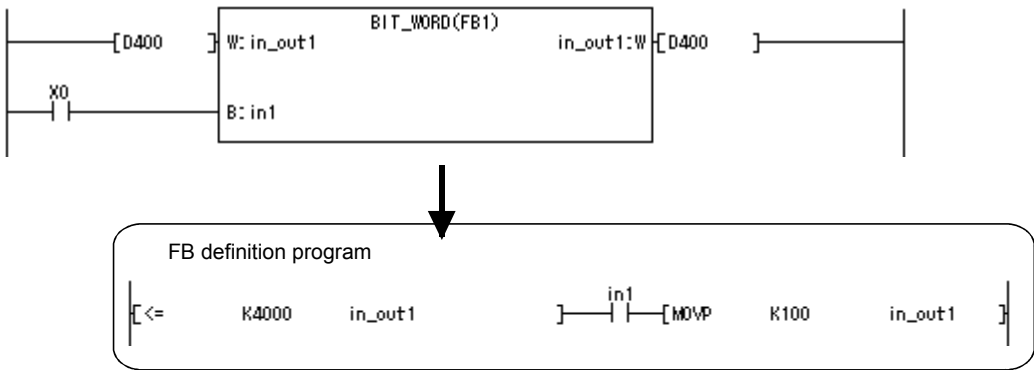 BIT_WORD(FB1)
[D400 ] W:in_out1 in_out1:W [D400 ]
X0
B:in1
FB definition program
in1
[<= K4000 in_out1 ] [MOVP K100 in_out1 ]